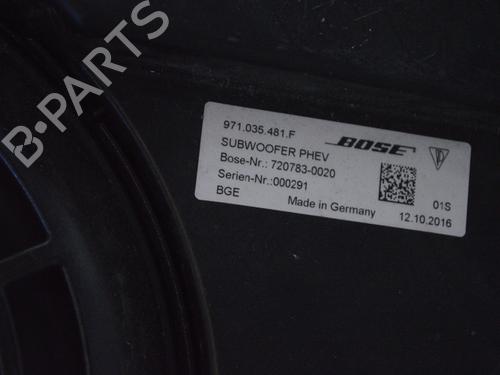 B-PARTS
971.035.481.F
BOSE
SUBWOOFER PHEV
Bose-Nr.: 720783-0020
Serien-Nr.:000291
01S
BGE
Made in Germany
12.10.2016